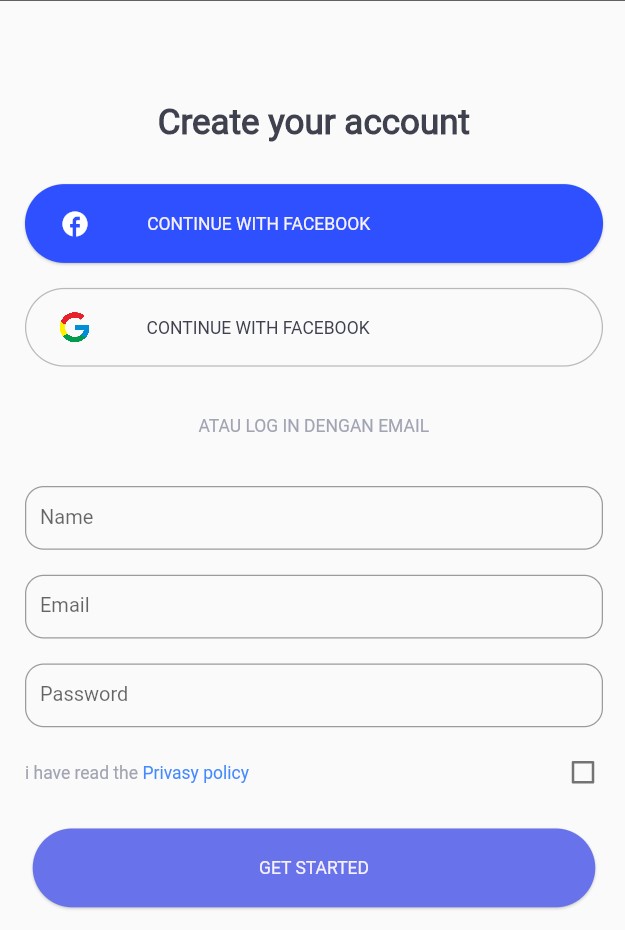 Create your account
CONTINUE WITH FACEBOOK
CONTINUE WITH FACEBOOK
ATAU LOG IN DENGAN EMAIL
Name
Email
Password
i have read the Privasy policy
GET STARTED